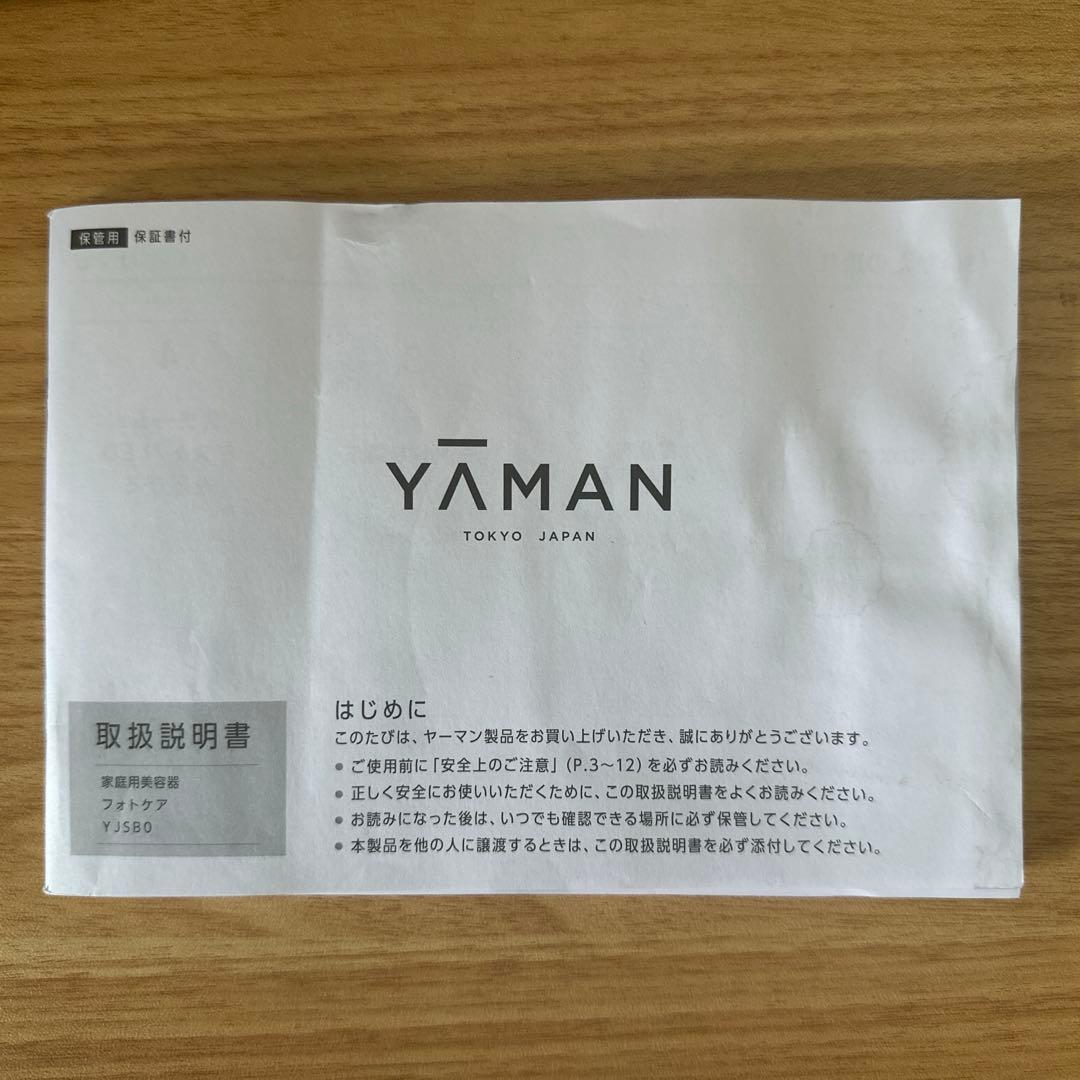 保管用 保証書付
YĀMAN
TOKYO JAPAN
取扱説明書
家庭用美容器
フォトケア
YJSB0
はじめに
このたびは、ヤーマン製品をお買い上げいただき、誠にありがとうございます。
● ご使用前に「安全上のご注意」(P.3～12)を必ずお読みください。
● 正しく安全にお使いいただくために、この取扱説明書をよくお読みください。
● お読みになった後は、いつでも確認できる場所に必ず保管してください。
● 本製品を他の人に譲渡するときは、この取扱説明書を必ず添付してください。